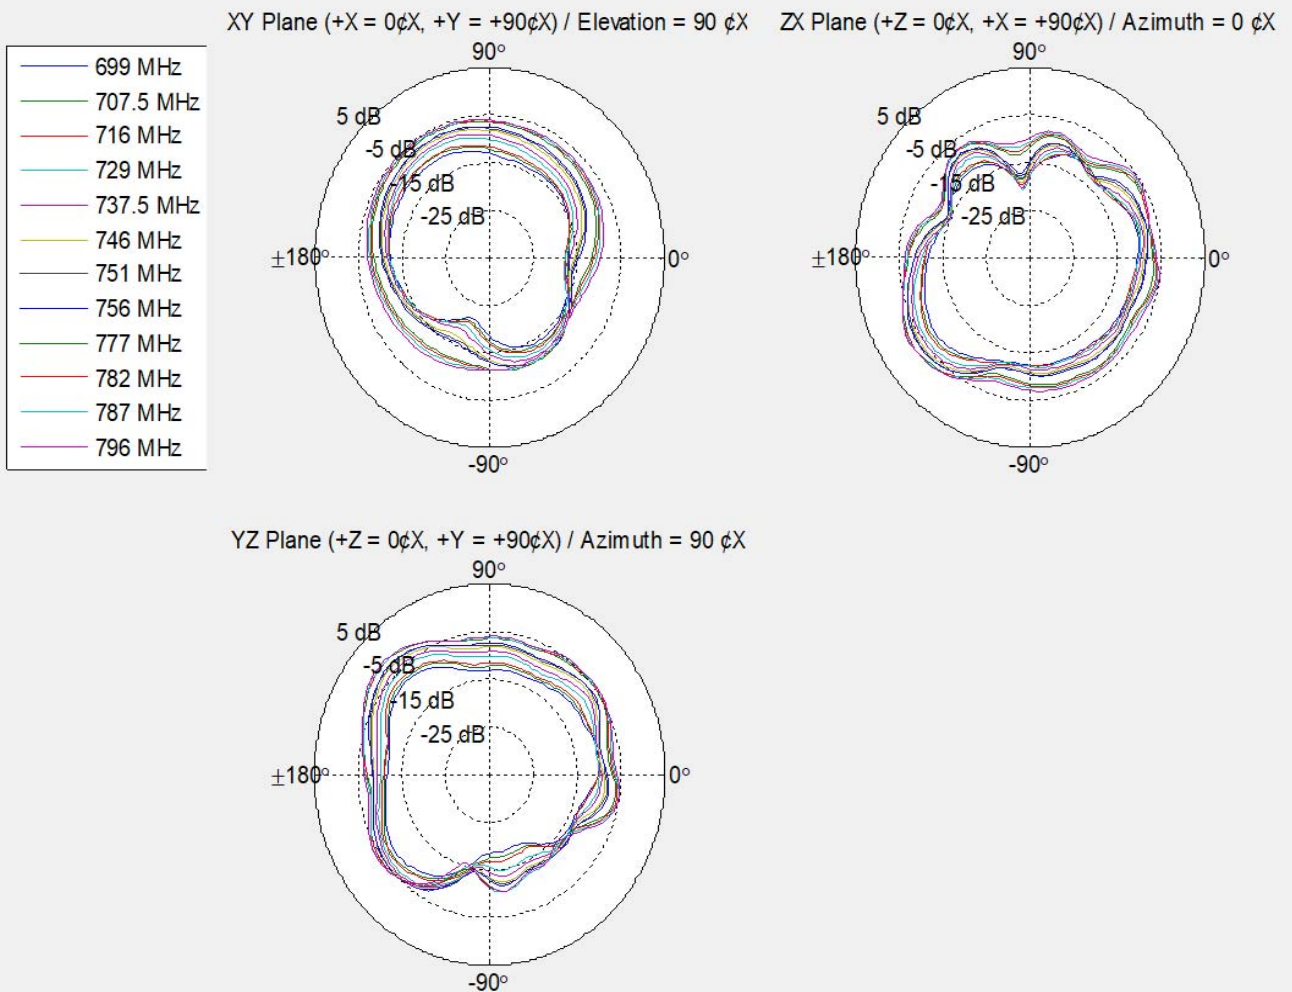 XY Plane (+X = 0¢X, +Y = +90¢X) / Elevation = 90 ¢X
ZX Plane (+Z = 0¢X, +X = +90¢X) / Azimuth = 0 ¢X
699 MHz
707.5 MHz
716 MHz
729 MHz
737.5 MHz
746 MHz
751 MHz
756 MHz
777 MHz
782 MHz
787 MHz
796 MHz
90°
5 dB
-5 dB
-15 dB
-25 dB
±180°
0°
-90°
90°
5 dB
-5 dB
-15 dB
-25 dB
±180°
0°
-90°
YZ Plane (+Z = 0¢X, +Y = +90¢X) / Azimuth = 90 ¢X
90°
5 dB
-5 dB
-15 dB
-25 dB
±180°
0°
-90°